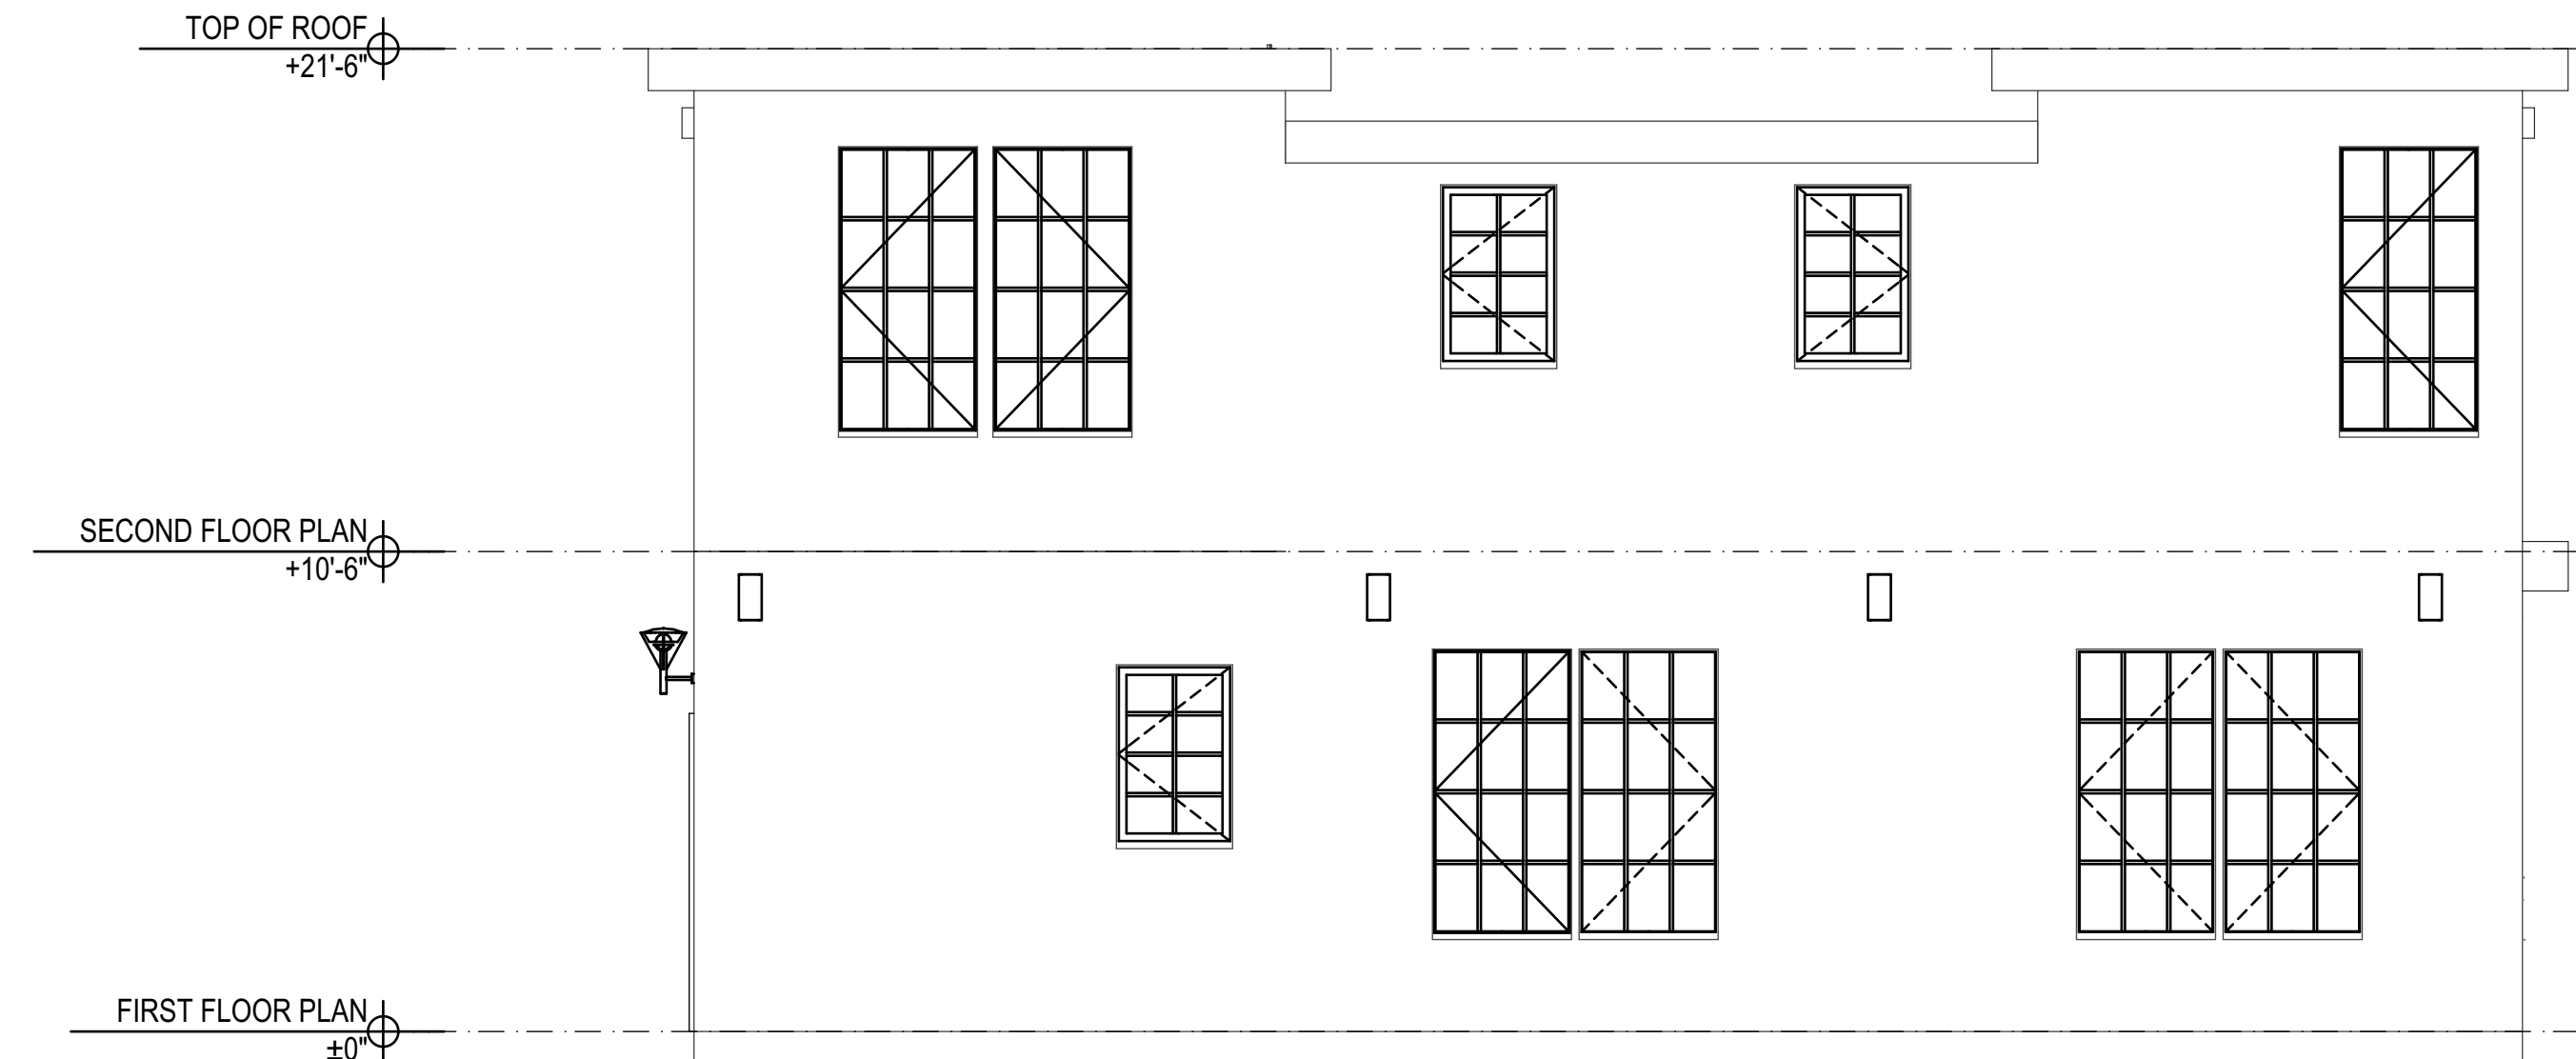 TOP OF ROOF
+21'-6"
SECOND FLOOR PLAN
+10'-6"
FIRST FLOOR PLAN
±0"